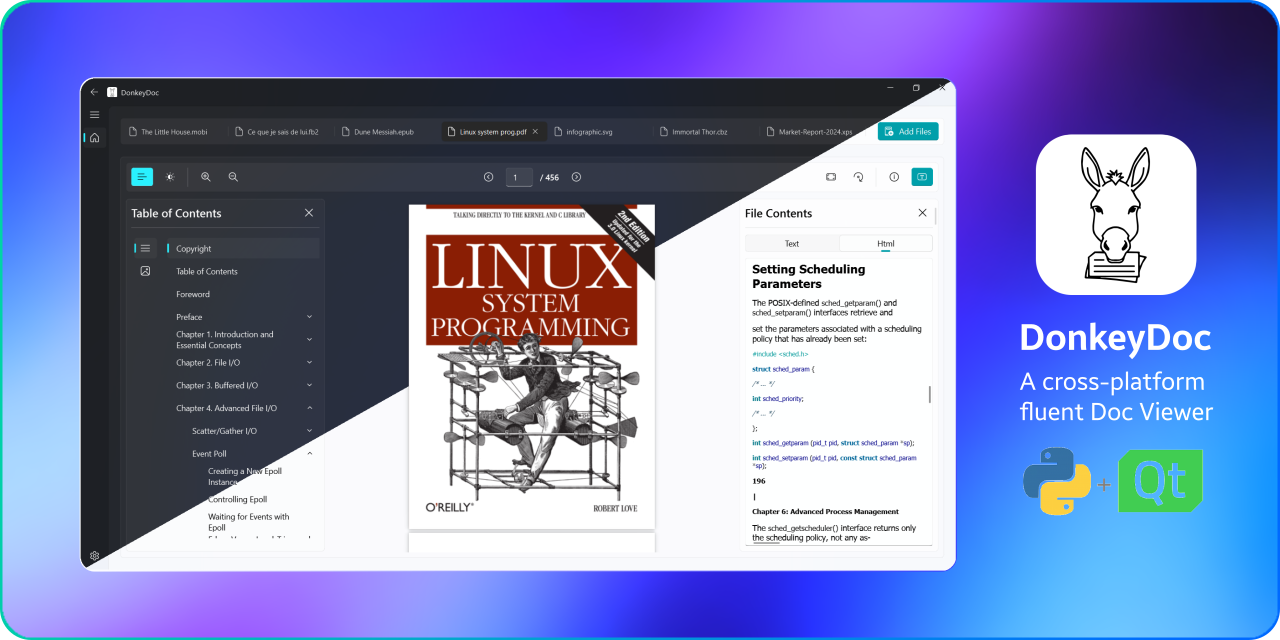 DonkeyDoc
The Little House.mobi
Ce que je sais de lui.fb2
Dune Messiah.epub
Linux system prog.pdf
infographic.svg
Immortal Thor.cbz
Market-Report-2024.xps
Add Files
1 / 456
Table of Contents
Copyright
Table of Contents
Foreword
Preface
Chapter 1. Introduction and
Essential Concepts
Chapter 2. File I/O
Chapter 3. Buffered I/O
Chapter 4. Advanced File I/O
Scatter/Gather I/O
Event Poll
Creating a New Epoll
Instance
Controlling Epoll
Waiting for Events with
Epoll
TALKING DIRECTLY TO THE KERNEL AND C LIBRARY
2nd Edition
Updated for the
3.0 Linux kernel
LINUX
SYSTEM
PROGRAMMING
O'REILLY®
ROBERT LOVE
File Contents
Text
Html
Setting Scheduling
Parameters
The POSIX-defined sched_getparam() and
sched_setparam() interfaces retrieve and
set the parameters associated with a scheduling
policy that has already been set:
#include <sched.h>
struct sched_param {
/* ... */
int sched_priority;
/* ... */
};
int sched_getparam (pid_t pid, struct sched_param *sp);
int sched_setparam (pid_t pid, const struct sched_param
*sp);
196
|
Chapter 6: Advanced Process Management
The sched_getscheduler() interface returns only
the scheduling policy, not any as-
DonkeyDoc
A cross-platform
fluent Doc Viewer
+
Qt